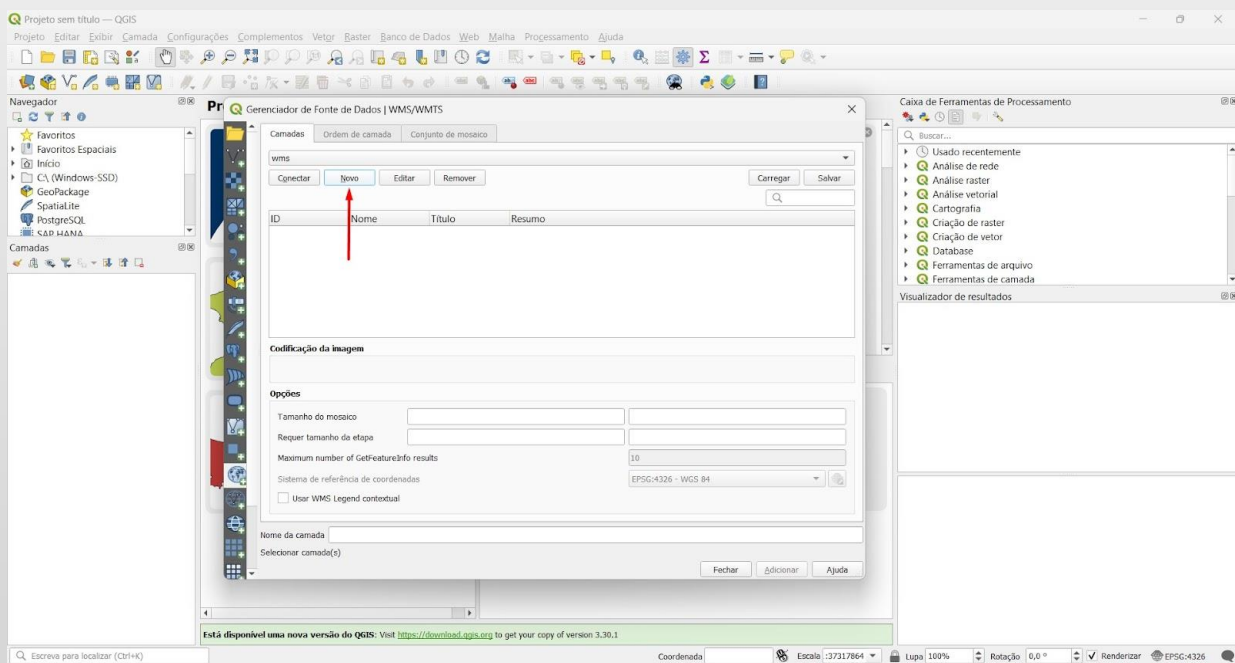 Projeto sem título — QGIS
Projeto Editar Exibir Camada Configurações Complementos Vetor Raster Banco de Dados Web Malha Processamento Ajuda
Navegador
Favoritos
Favoritos Espaciais
Início
C:\ (Windows-SSD)
GeoPackage
SpatiaLite
PostgreSQL
SAP HANA
Camadas
Pr
Gerenciador de Fonte de Dados | WMS/WMTS
Camadas Ordem de camada Conjunto de mosaico
wms
Conectar Novo Editar Remover Carregar Salvar
ID Nome Título Resumo
Codificação da imagem
Opções
Tamanho do mosaico
Requer tamanho da etapa
Maximum number of GetFeatureInfo results 10
Sistema de referência de coordenadas EPSG:4326 - WGS 84
Usar WMS Legend contextual
Nome da camada
Selecionar camada(s)
Fechar Adicionar Ajuda
Caixa de Ferramentas de Processamento
Buscar...
Usado recentemente
Análise de rede
Análise raster
Análise vetorial
Cartografia
Criação de raster
Criação de vetor
Database
Ferramentas de arquivo
Ferramentas de camada
Visualizador de resultados
Está disponível uma nova versão do QGIS: Visit https://download.qgis.org to get your copy of version 3.30.1
Escreva para localizar (Ctrl+K) Coordenada Escala :37317864 Lupa 100% Rotação 0,0 ° Renderizar EPSG:4326